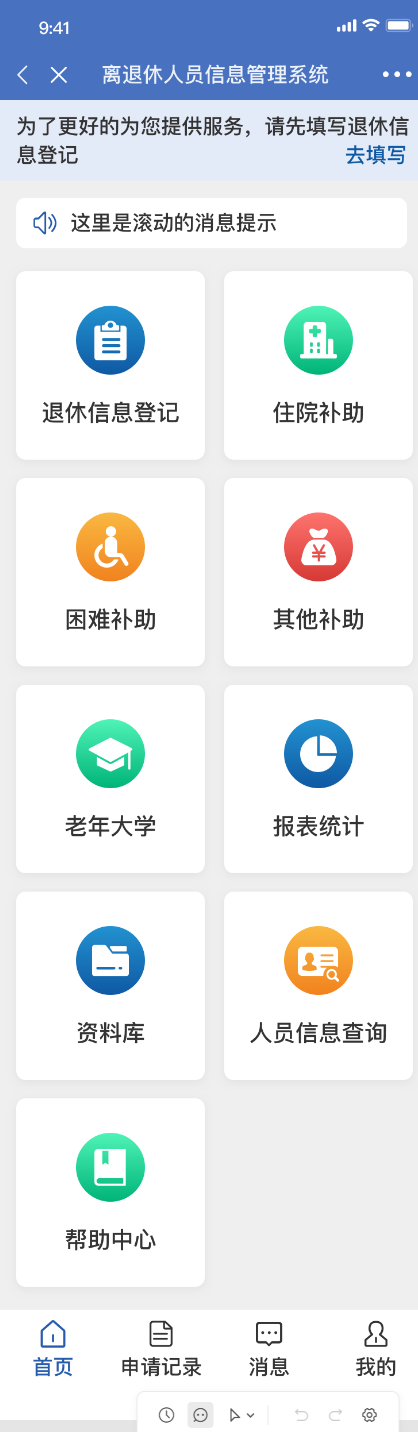 9:41
离退休人员信息管理系统
为了更好的为您提供服务，请先填写退休信
息登记 去填写
这里是滚动的消息提示
退休信息登记 住院补助
困难补助 其他补助
老年大学 报表统计
资料库 人员信息查询
帮助中心
首页 申请记录 消息 我的